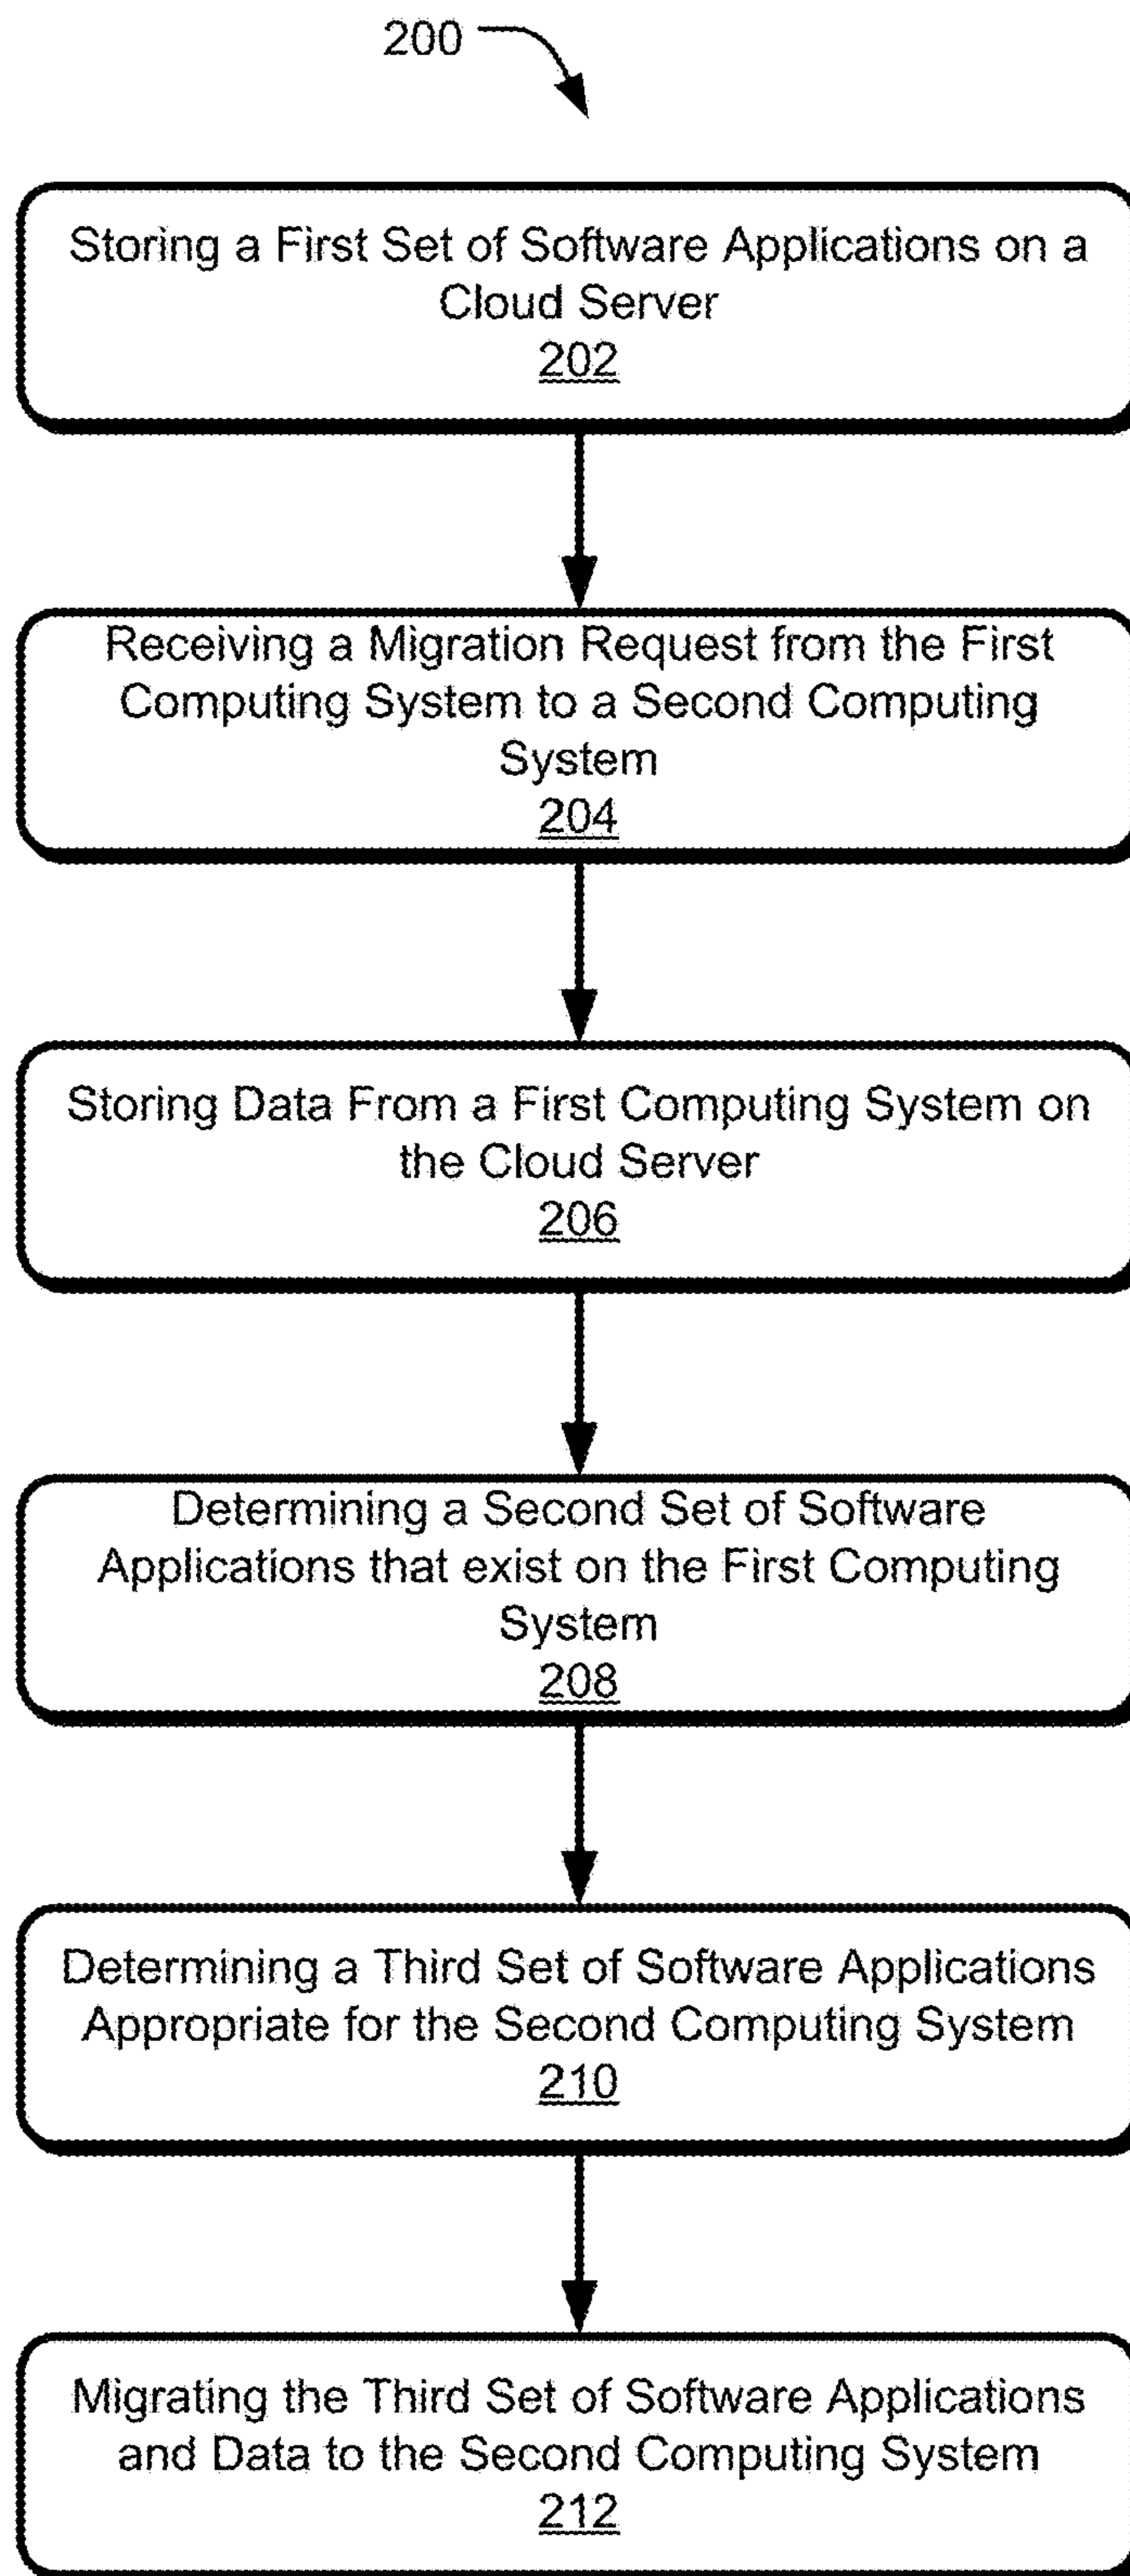 200
Storing a First Set of Software Applications on a
Cloud Server
202
Receiving a Migration Request from the First
Computing System to a Second Computing
System
204
Storing Data From a First Computing System on
the Cloud Server
206
Determining a Second Set of Software
Applications that exist on the First Computing
System
208
Determining a Third Set of Software Applications
Appropriate for the Second Computing System
210
Migrating the Third Set of Software Applications
and Data to the Second Computing System
212